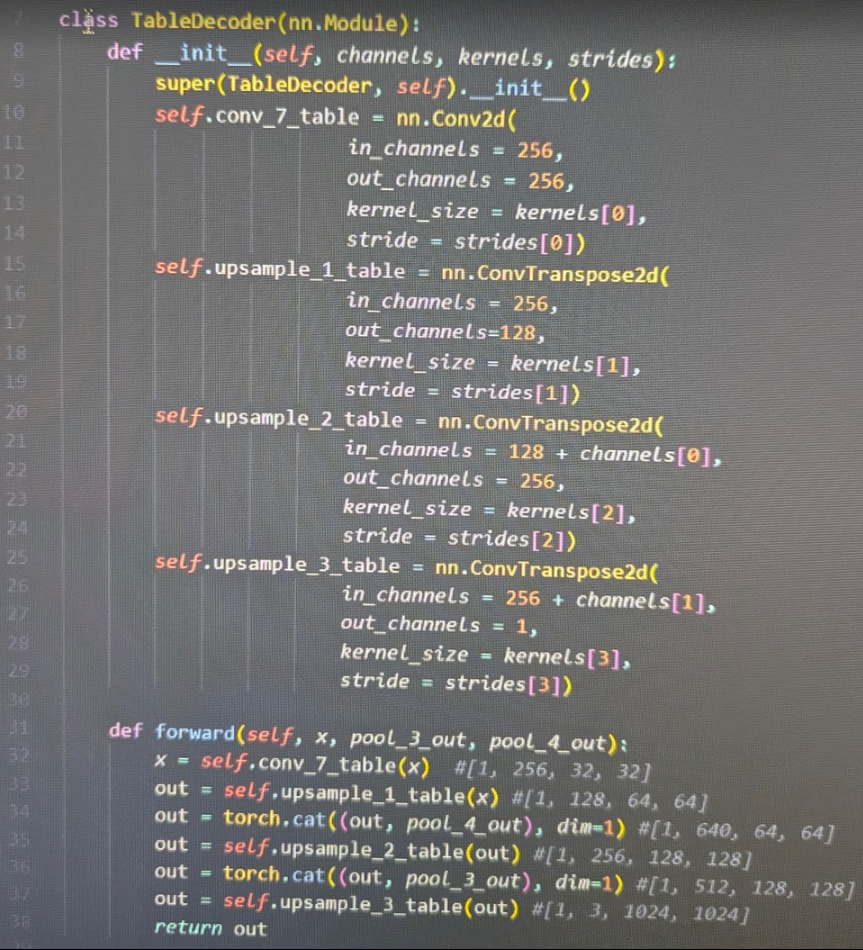 7 class TableDecoder(nn.Module):
8 def __init__(self, channels, kernels, strides):
9 super(TableDecoder, self).__init__()
10 self.conv_7_table = nn.Conv2d(
11 in_channels = 256,
12 out_channels = 256,
13 kernel_size = kernels[0],
14 stride = strides[0])
15 self.upsample_1_table = nn.ConvTranspose2d(
16 in_channels = 256,
17 out_channels=128,
18 kernel_size = kernels[1],
19 stride = strides[1])
20 self.upsample_2_table = nn.ConvTranspose2d(
21 in_channels = 128 + channels[0],
22 out_channels = 256,
23 kernel_size = kernels[2],
24 stride = strides[2])
25 self.upsample_3_table = nn.ConvTranspose2d(
26 in_channels = 256 + channels[1],
27 out_channels = 1,
28 kernel_size = kernels[3],
29 stride = strides[3])
30
31 def forward(self, x, pool_3_out, pool_4_out):
32 x = self.conv_7_table(x) #[1, 256, 32, 32]
33 out = self.upsample_1_table(x) #[1, 128, 64, 64]
34 out = torch.cat((out, pool_4_out), dim=1) #[1, 640, 64, 64]
35 out = self.upsample_2_table(out) #[1, 256, 128, 128]
36 out = torch.cat((out, pool_3_out), dim=1) #[1, 512, 128, 128]
37 out = self.upsample_3_table(out) #[1, 3, 1024, 1024]
38 return out